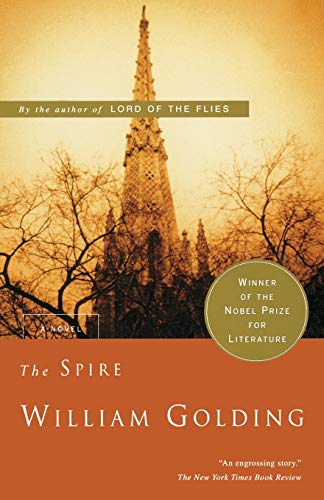 By the author of LORD OF THE FLIES
WINNER
OF THE
NOBEL PRIZE
FOR
LITERATURE
A NOVEL
The SPIRE
WILLIAM GOLDING
"An engrossing story."
The New York Times Book Review